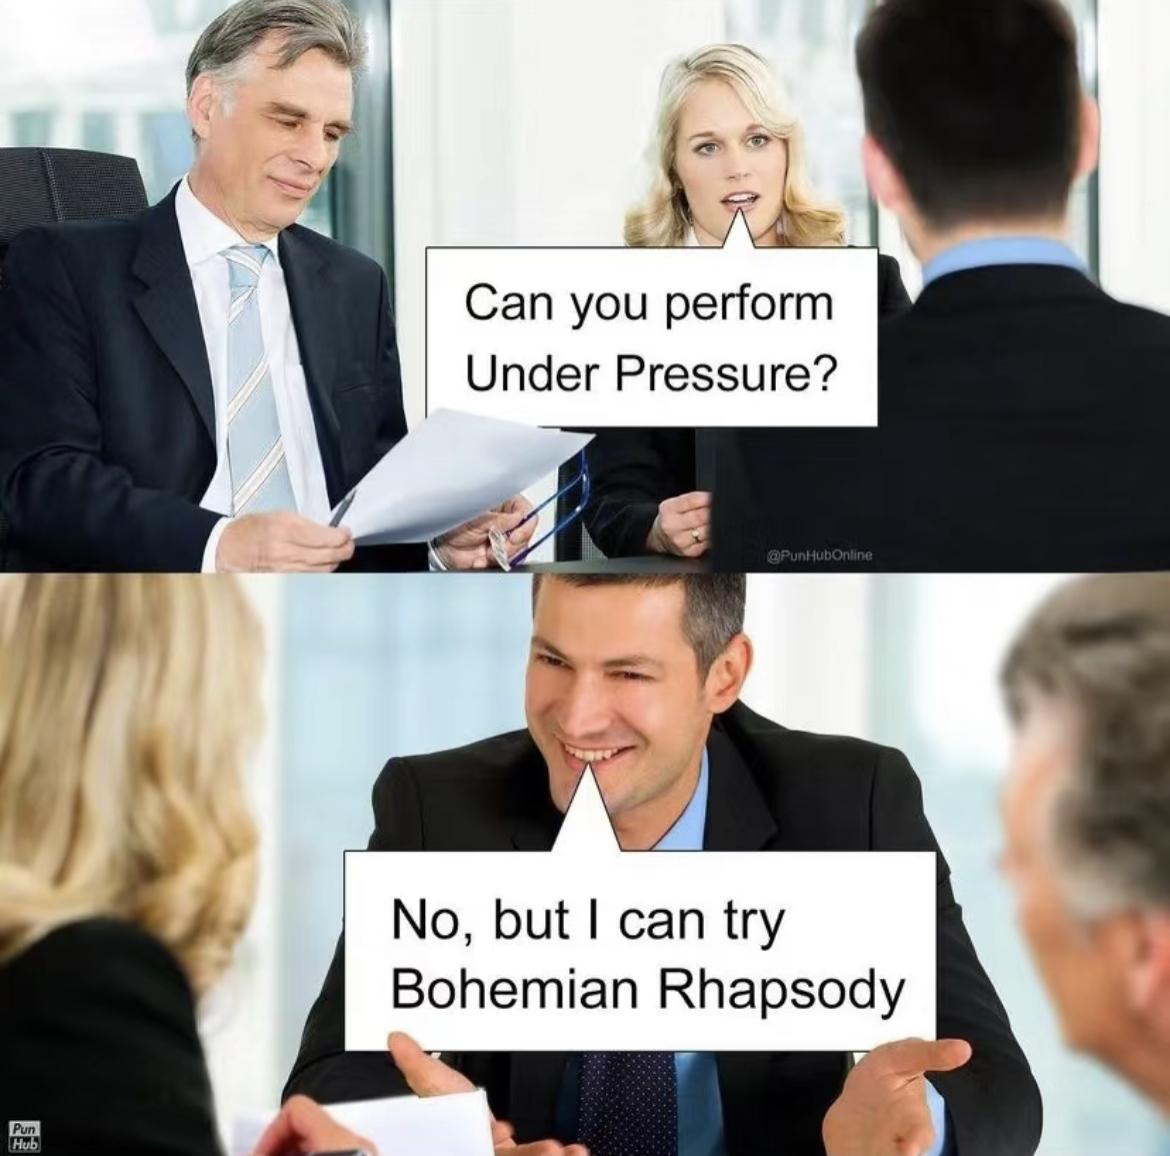 Can you perform
Under Pressure?
@PunHubOnline
No, but I can try
Bohemian Rhapsody
Pun
Hub